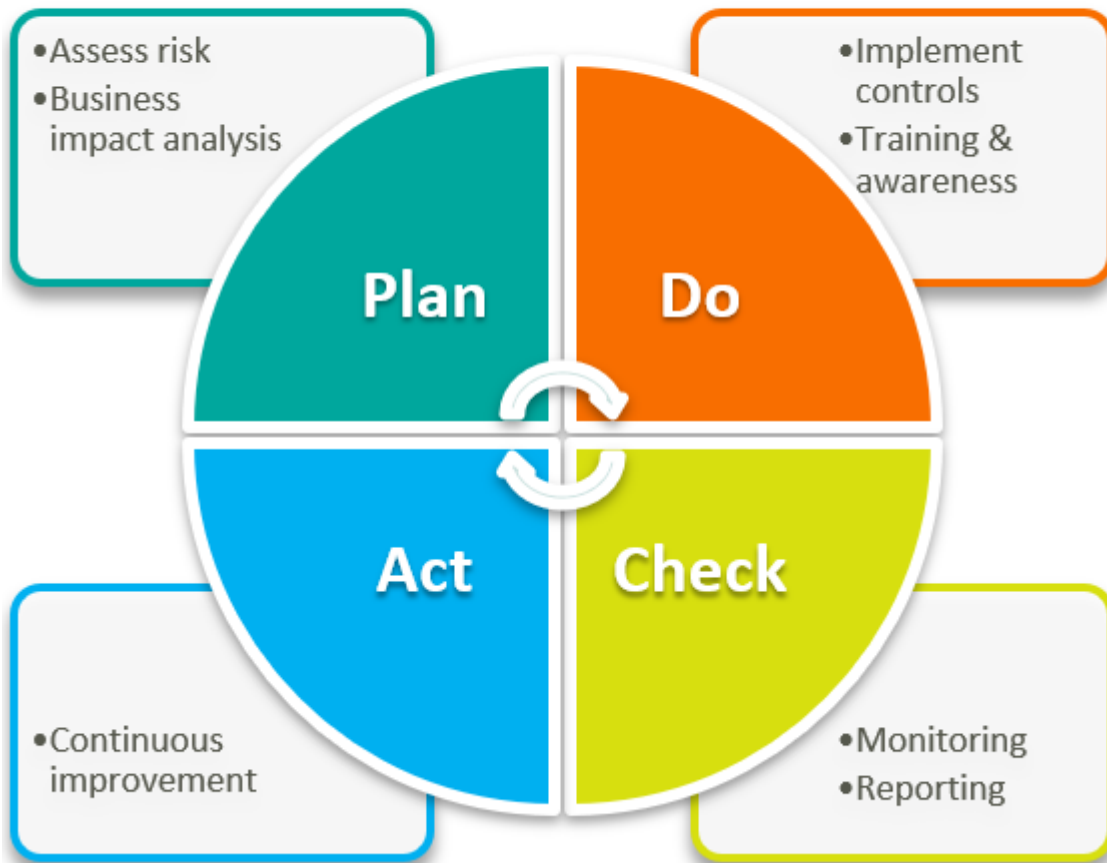 •Assess risk
•Business
impact analysis
•Implement
controls
•Training &
awareness
Plan
Do
Act
Check
•Continuous
improvement
•Monitoring
•Reporting